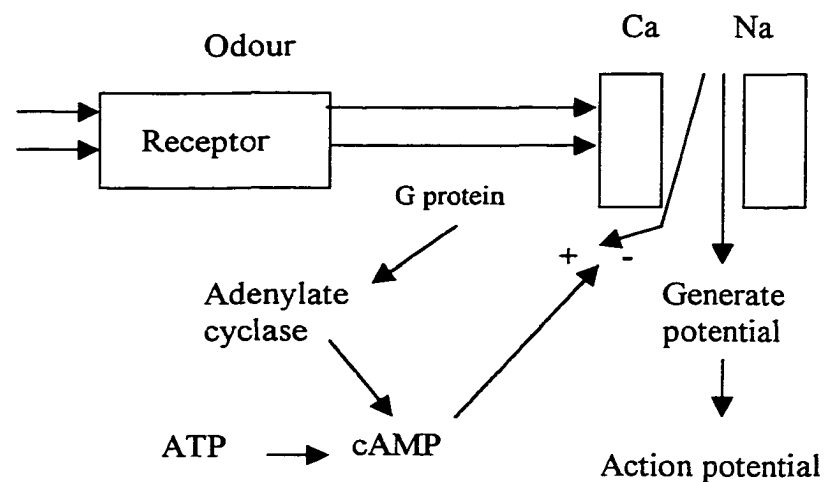 Ca Na
Odour
Receptor
G protein
+ -
Adenylate
cyclase
Generate
potential
ATP cAMP
Action potential